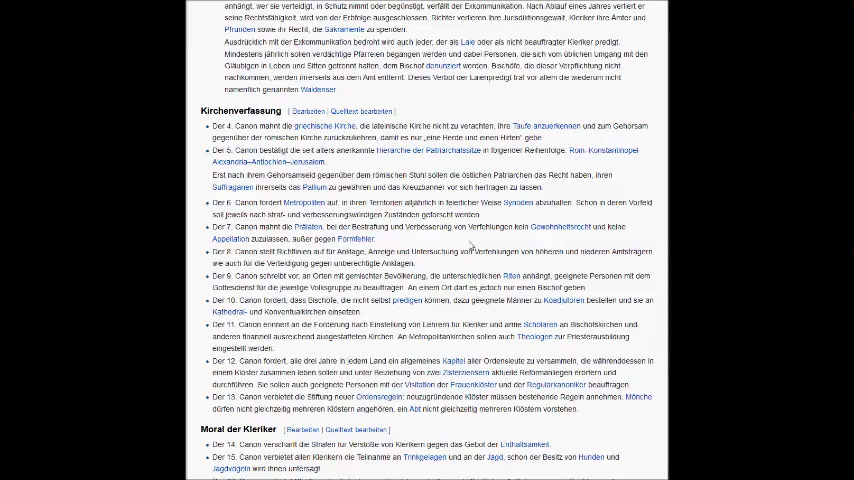 anhängt, wer sie verteidigt, in Schutz nimmt oder begünstigt, verfällt der Exkommunikation. Nach Ablauf eines Jahres verliert er
seine Rechtsfähigkeit, wird von der Erbfolge ausgeschlossen, Richter verlieren ihre Jurisdiktionsgewalt, Kleriker ihre Ämter und
Pfründen sowie ihr Recht, die Sakramente zu spenden.
Ausdrücklich mit der Exkommunikation bedroht wird auch jeder, der als Laie oder als nicht beauftragter Kleriker predigt.
Mindestens jährlich sollen verdächtige Pfarreien begangen werden und dabei Personen, die sich vom üblichen Umgang mit den
Gläubigen in Leben und Sitten getrennt halten, dem Bischof denunziert werden. Bischöfe, die dieser Verpflichtung nicht
nachkommen, werden ihrerseits aus dem Amt entfernt. Dieses Verbot der Laienpredigt traf vor allem die wiederum nicht
namentlich genannten Waldenser.
Kirchenverfassung [ Bearbeiten | Quelltext bearbeiten ]
• Der 4. Canon mahnt die griechische Kirche, die lateinische Kirche nicht zu verachten, ihre Taufe anzuerkennen und zum Gehorsam
gegenüber der römischen Kirche zurückzukehren, damit es nur „eine Herde und einen Hirten" gebe.
• Der 5. Canon bestätigt die seit alters anerkannte Hierarchie der Patriarchalsitze in folgender Reihenfolge: Rom–Konstantinopel–
Alexandria–Antiochien–Jerusalem.
Erst nach ihrem Gehorsamseid gegenüber dem römischen Stuhl sollen die östlichen Patriarchen das Recht haben, ihren
Suffraganen ihrerseits das Pallium zu gewähren und das Kreuzbanner vor sich hertragen zu lassen.
• Der 6. Canon fordert Metropoliten auf, in ihren Territorien alljährlich in feierlicher Weise Synoden abzuhalten. Schon in deren Vorfeld
soll jeweils nach straf- und verbesserungswürdigen Zuständen geforscht werden.
• Der 7. Canon mahnt die Prälaten, bei der Bestrafung und Verbesserung von Verfehlungen kein Gewohnheitsrecht und keine
Appellation zuzulassen, außer gegen Formfehler.
• Der 8. Canon stellt Richtlinien auf für Anklage, Anzeige und Untersuchung von Verfehlungen von höheren und niederen Amtsträgern
wie auch für die Verteidigung gegen unberechtigte Anklagen.
• Der 9. Canon schreibt vor, an Orten mit gemischter Bevölkerung, die unterschiedlichen Riten anhängt, geeignete Personen mit dem
Gottesdienst für die jeweilige Volksgruppe zu beauftragen. An einem Ort darf es jedoch nur einen Bischof geben.
• Der 10. Canon fordert, dass Bischöfe, die nicht selbst predigen können, dazu geeignete Männer zu Koadjutoren bestellen und sie an
Kathedral- und Konventualkirchen einsetzen.
• Der 11. Canon erinnert an die Forderung nach Einstellung von Lehrern für Kleriker und arme Scholaren an Bischofskirchen und
anderen finanziell ausreichend ausgestatteten Kirchen. An Metropolitankirchen sollen auch Theologen zur Priesterausbildung
eingestellt werden.
• Der 12. Canon fordert, alle drei Jahre in jedem Land ein allgemeines Kapitel aller Ordensleute zu versammeln, die währenddessen in
einem Kloster zusammen leben sollen und unter Beiziehung von zwei Zisterziensern aktuelle Reformanliegen erörtern und
durchführen. Sie sollen auch geeignete Personen mit der Visitation der Frauenklöster und der Regularkanoniker beauftragen.
• Der 13. Canon verbietet die Stiftung neuer Ordensregeln; neuzugründende Klöster müssen bestehende Regeln annehmen. Mönche
dürfen nicht gleichzeitig mehreren Klöstern angehören, ein Abt nicht gleichzeitig mehreren Klöstern vorstehen.
Moral der Kleriker [ Bearbeiten | Quelltext bearbeiten ]
• Der 14. Canon verschärft die Strafen für Verstöße von Klerikern gegen das Gebot der Enthaltsamkeit.
• Der 15. Canon verbietet allen Klerikern die Teilnahme an Trinkgelagen und an der Jagd, schon der Besitz von Hunden und
Jagdvögeln wird ihnen untersagt.